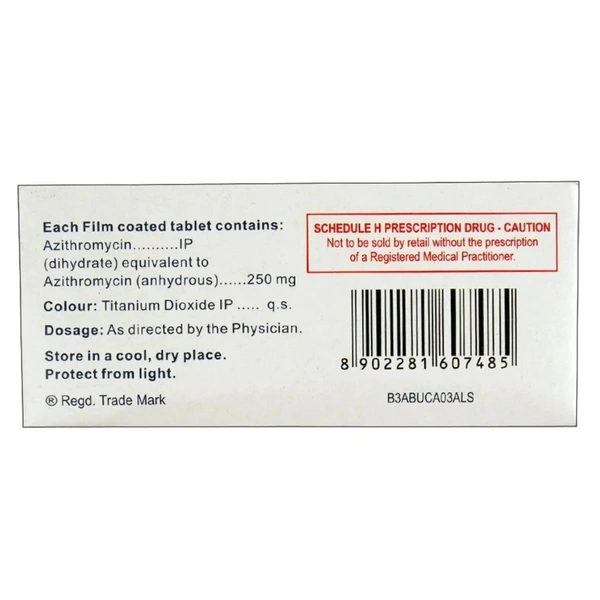 Each Film coated tablet contains:
Azithromycin..........IP
(dihydrate) equivalent to
Azithromycin (anhydrous)......250 mg
Colour: Titanium Dioxide IP ..... q.s.
Dosage: As directed by the Physician.
Store in a cool, dry place.
Protect from light.
® Regd. Trade Mark
SCHEDULE H PRESCRIPTION DRUG - CAUTION
Not to be sold by retail without the prescription
of a Registered Medical Practitioner.
8 902281 607485
B3ABUCA03ALS